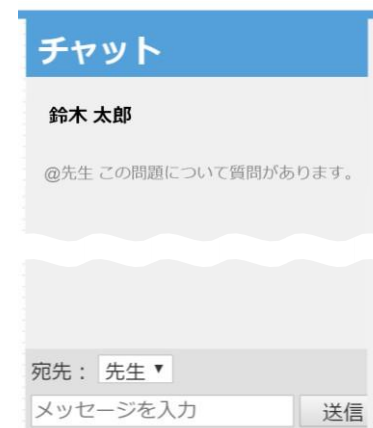 チャット
鈴木 太郎
@先生 この問題について質問があります。
宛先： 先生▼
メッセージを入力 送信